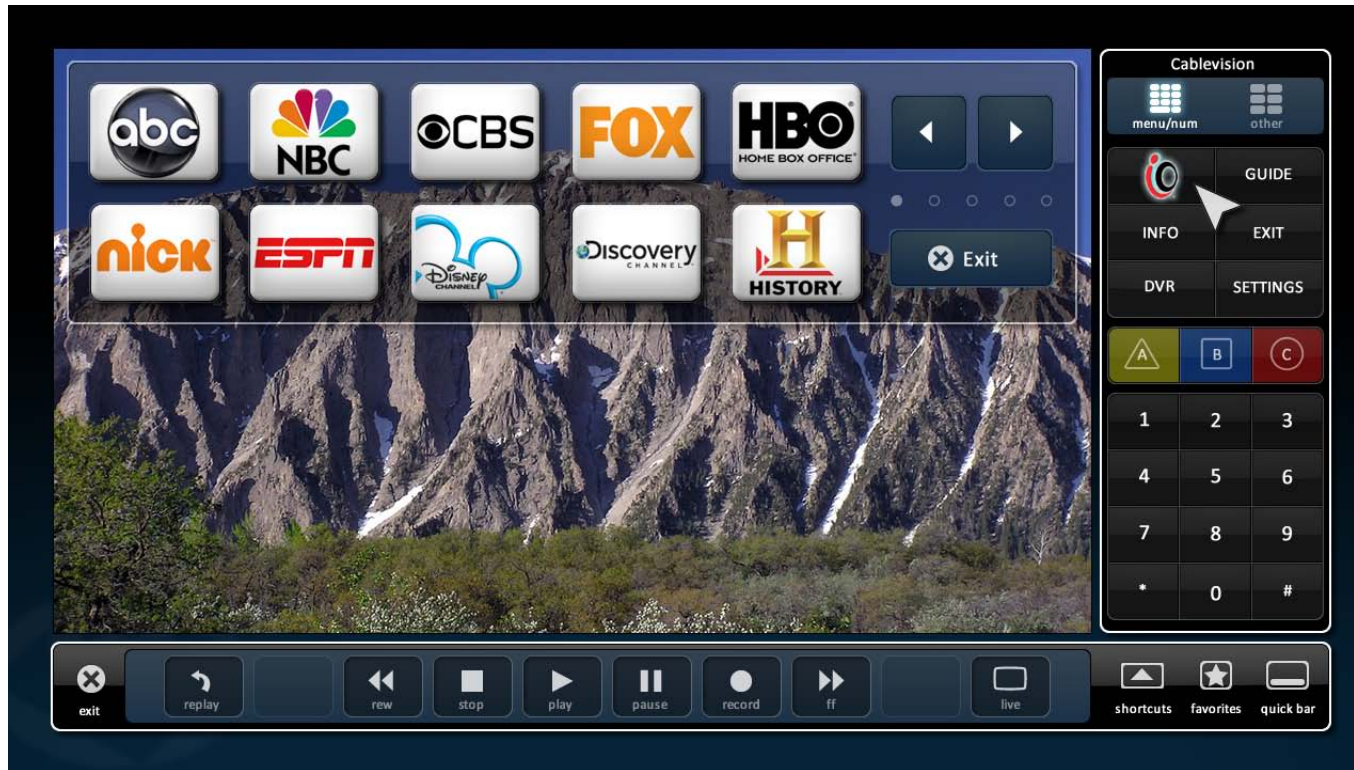 Cablevision
menu/num
other
abc
NBC
CBS
FOX
HBO®
HOME BOX OFFICE®
nick
ESPN
Disney
CHANNEL
Discovery
CHANNEL
HISTORY
Exit
iO
GUIDE
INFO
EXIT
DVR
SETTINGS
A
B
C
1
2
3
4
5
6
7
8
9
*
0
#
exit
replay
rew
stop
play
pause
record
ff
live
shortcuts
favorites
quick bar